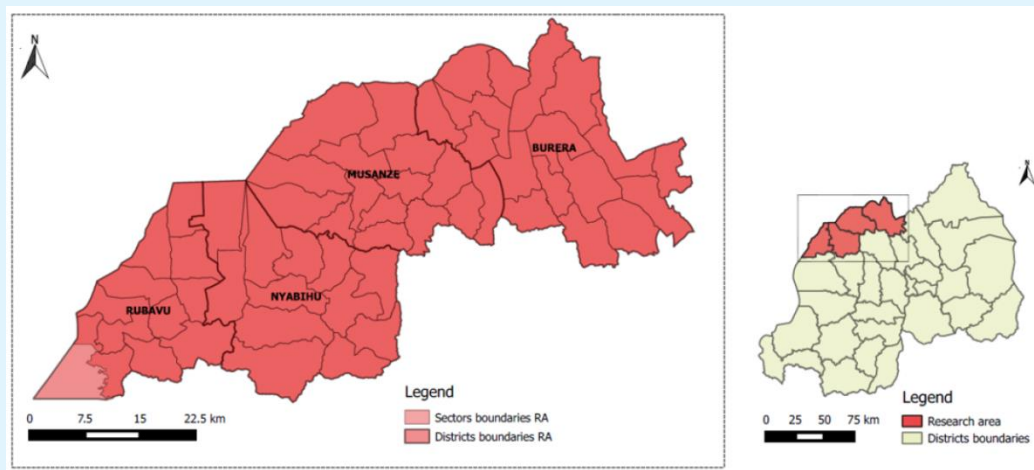 N
BURERA
MUSANZE
NYABIHU
RUBAVU
Legend
Sectors boundaries RA
Districts boundaries RA
0 7.5 15 22.5 km
N
Legend
Research area
Districts boundaries
0 25 50 75 km